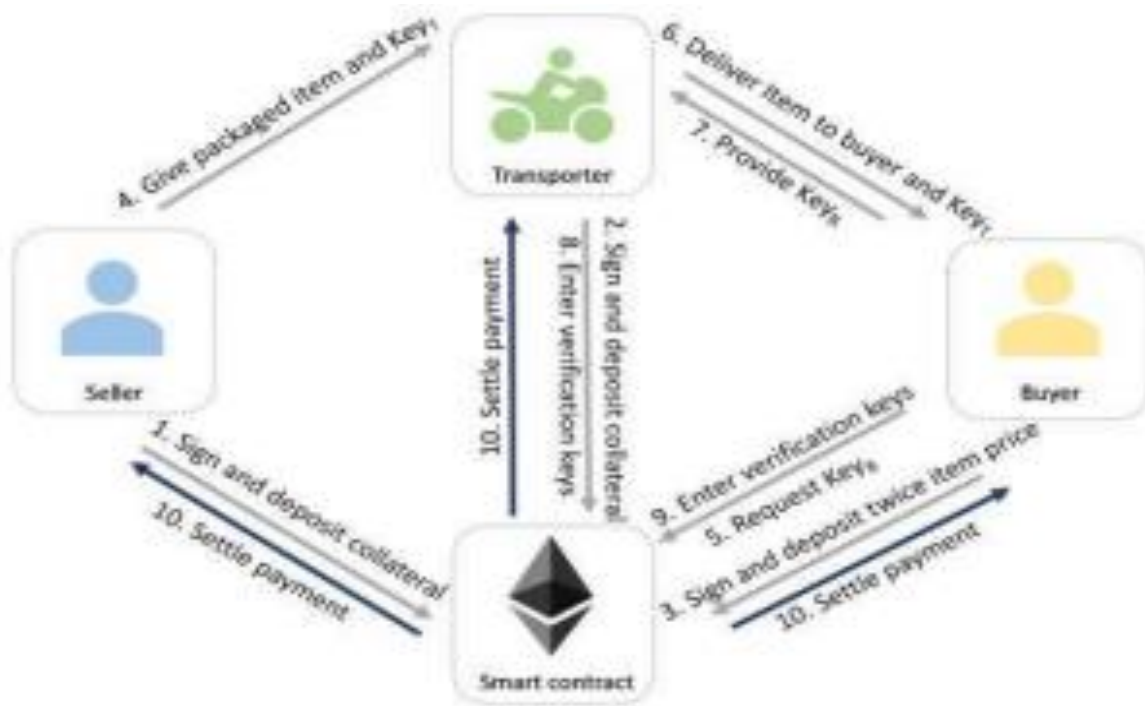 4. Give packaged item and Key₁
6. Deliver item to buyer and Key₁
7. Provide Key
Transporter
Seller
Buyer
10. Settle payment
8. Enter verification keys
2. Sign and deposit collateral
1. Sign and deposit collateral
10. Settle payment
9. Enter verification keys
5. Request Key
3. Sign and deposit twice item price
10. Settle payment
Smart contract